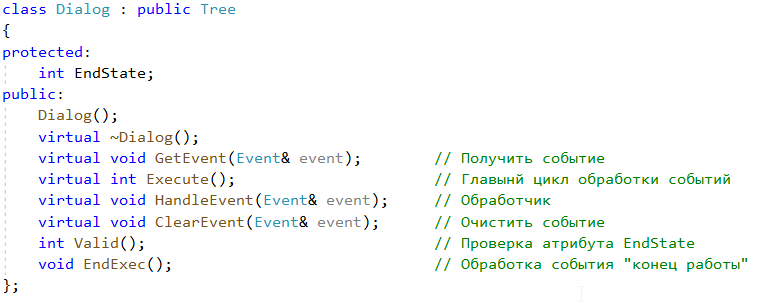 class Dialog : public Tree
{
protected:
    int EndState;
public:
    Dialog();
    virtual ~Dialog();
    virtual void GetEvent(Event& event);         // Получить событие
    virtual int Execute();                       // Главынй цикл обработки событий
    virtual void HandleEvent(Event& event);      // Обработчик
    virtual void ClearEvent(Event& event);       // Очистить событие
    int Valid();                                 // Проверка атрибута EndState
    void EndExec();                              // Обработка события "конец работы"
};